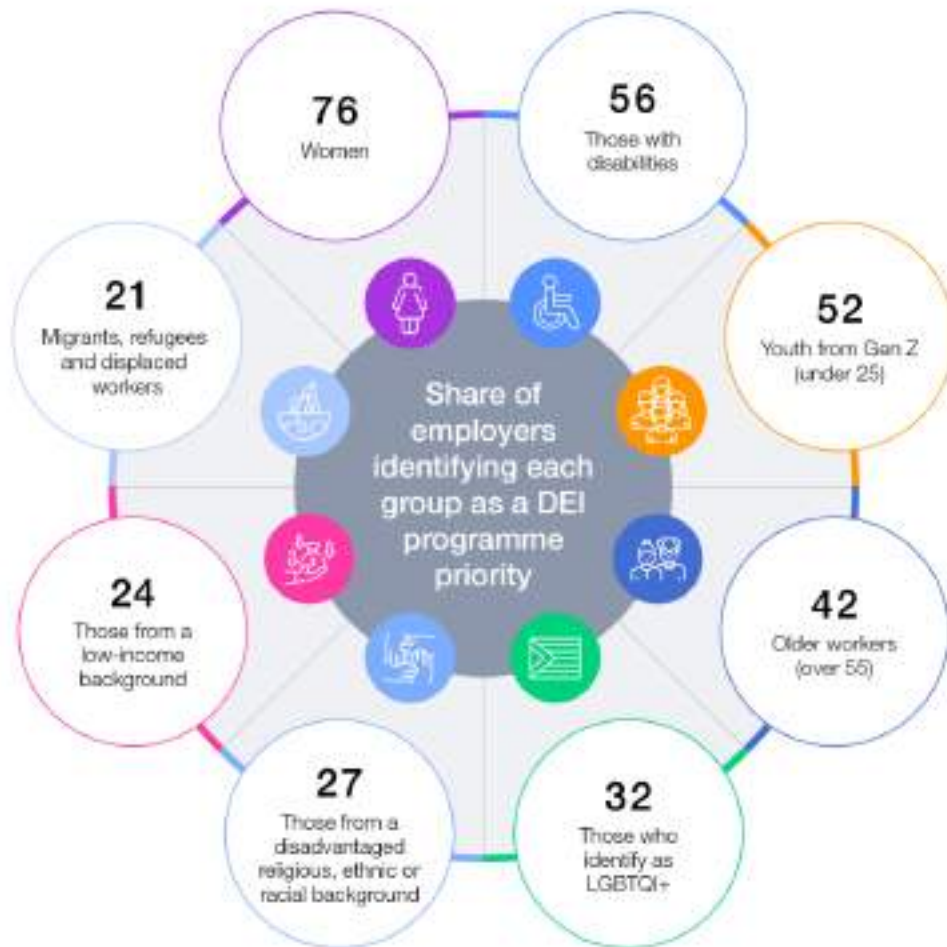 76
Women
56
Those with
disabilities
52
Youth from Gen Z
(under 25)
42
Older workers
(over 55)
32
Those who
identify as
LGBTQI+
27
Those from a
disadvantaged
religious, ethnic or
racial background
24
Those from a
low-income
background
21
Migrants, refugees
and displaced
workers
Share of
employers
identifying each
group as a DEI
programme
priority